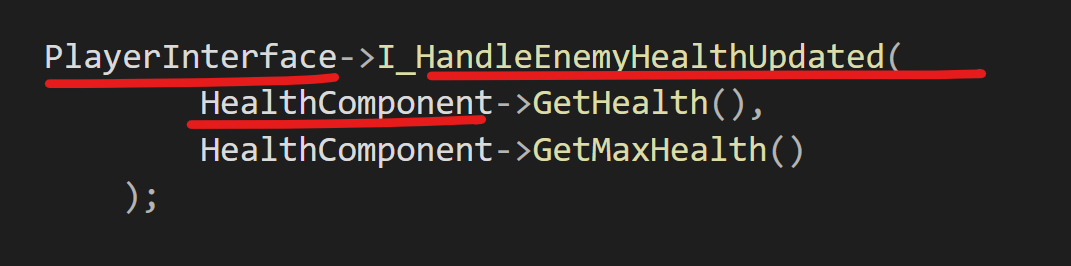 PlayerInterface->I_HandleEnemyHealthUpdated(
HealthComponent->GetHealth(),
HealthComponent->GetMaxHealth()
);